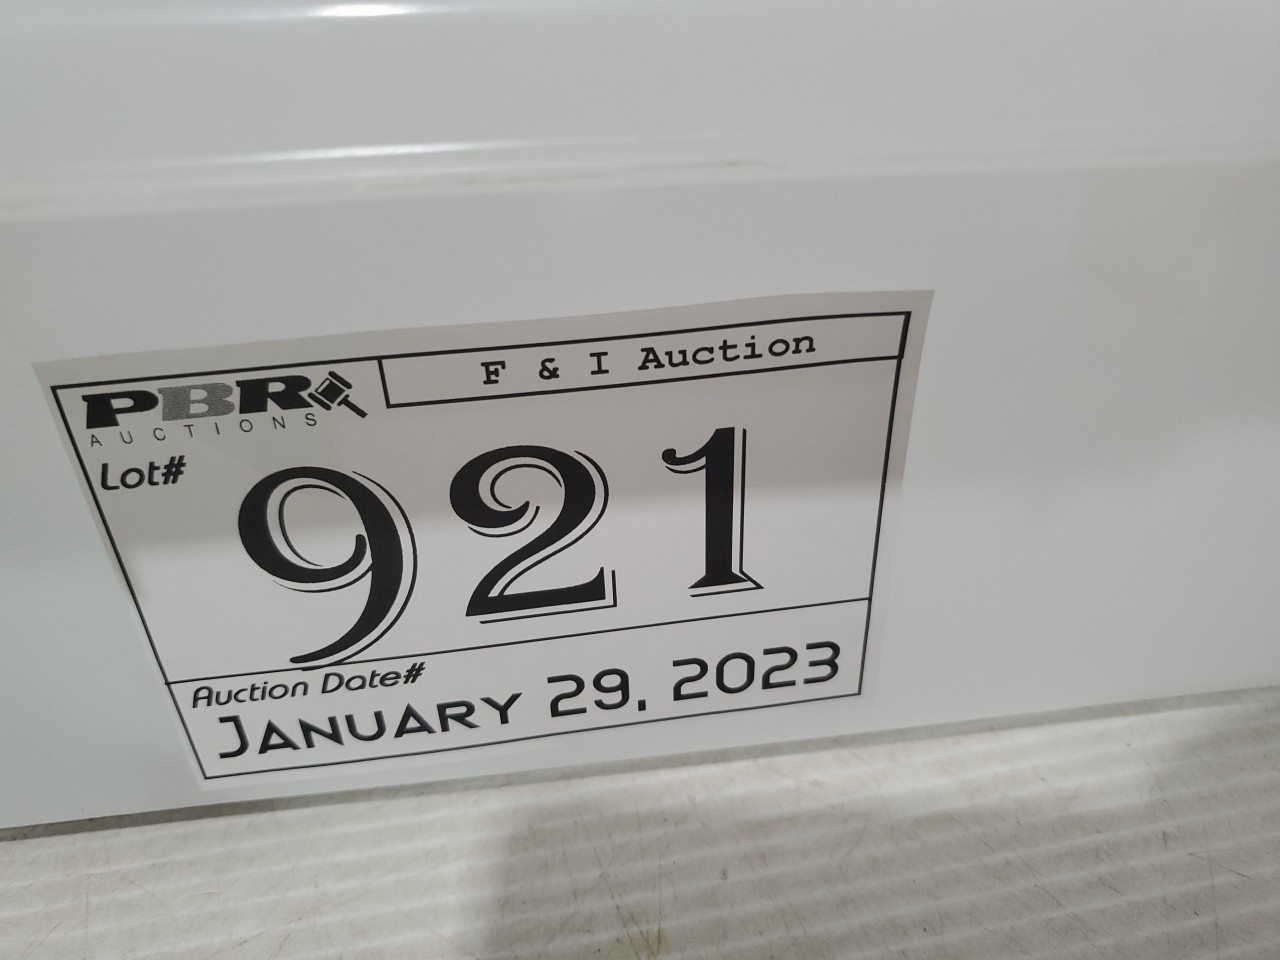 PBR
AUCTIONS
F & I Auction
Lot#
921
Auction Date#
January 29, 2023